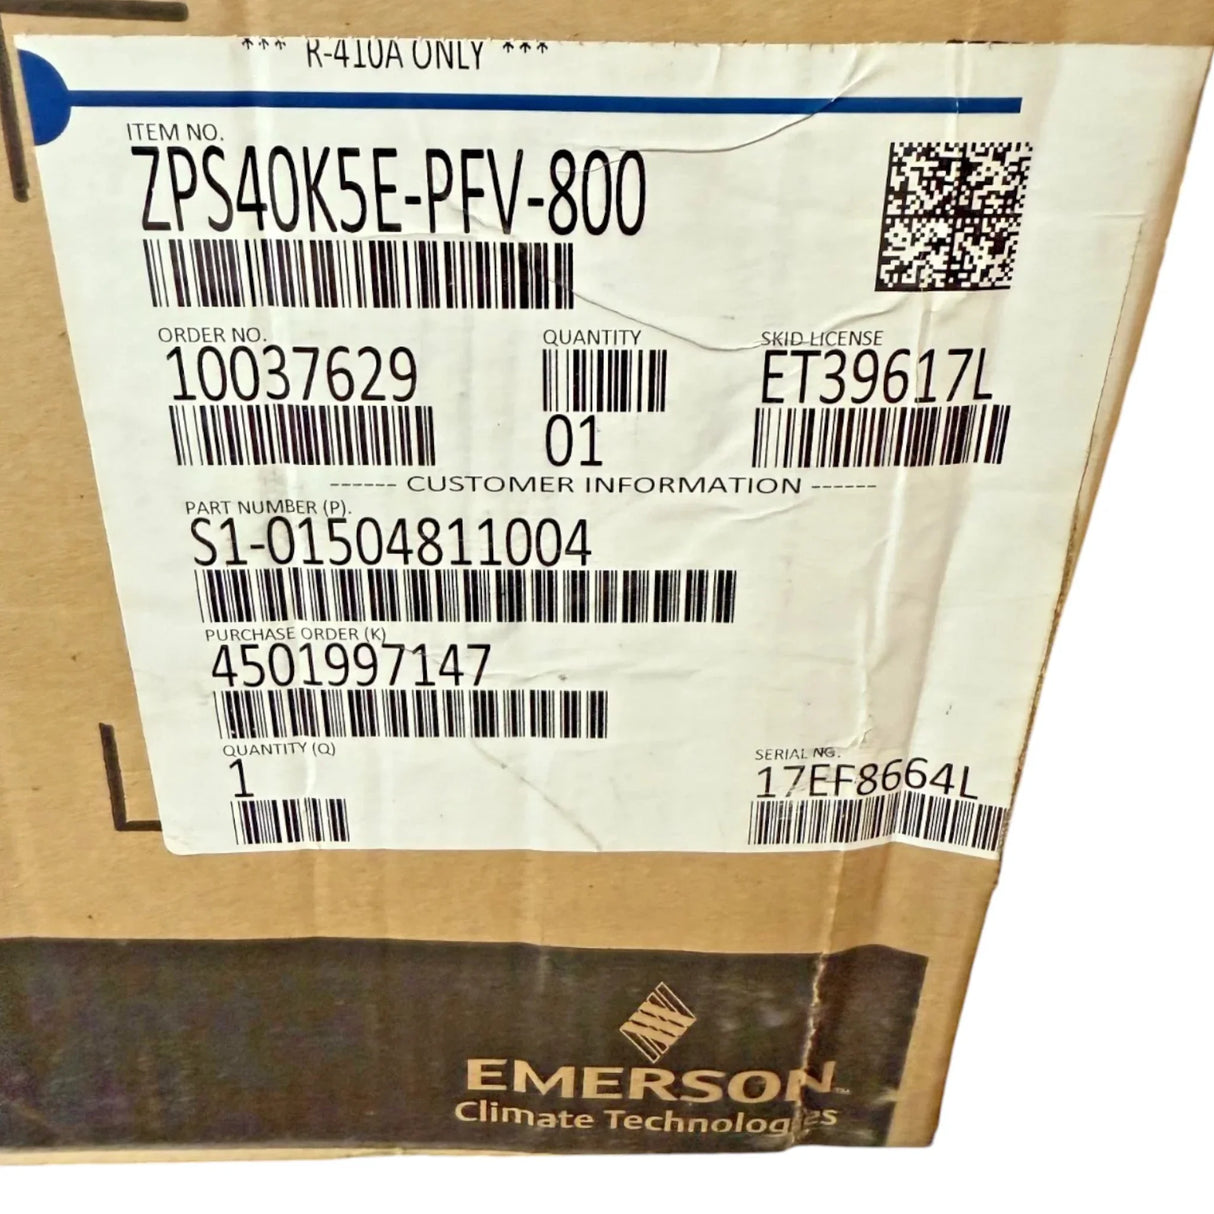 *** R-410A ONLY ***
ITEM NO.
ZPS40K5E-PFV-800
ORDER NO.
10037629
QUANTITY
01
SKID LICENSE
ET39617L
------ CUSTOMER INFORMATION ------
PART NUMBER (P).
S1-01504811004
PURCHASE ORDER (K)
4501997147
QUANTITY (Q)
1
SERIAL NO.
17EF8664L
EMERSON™
Climate Technologies